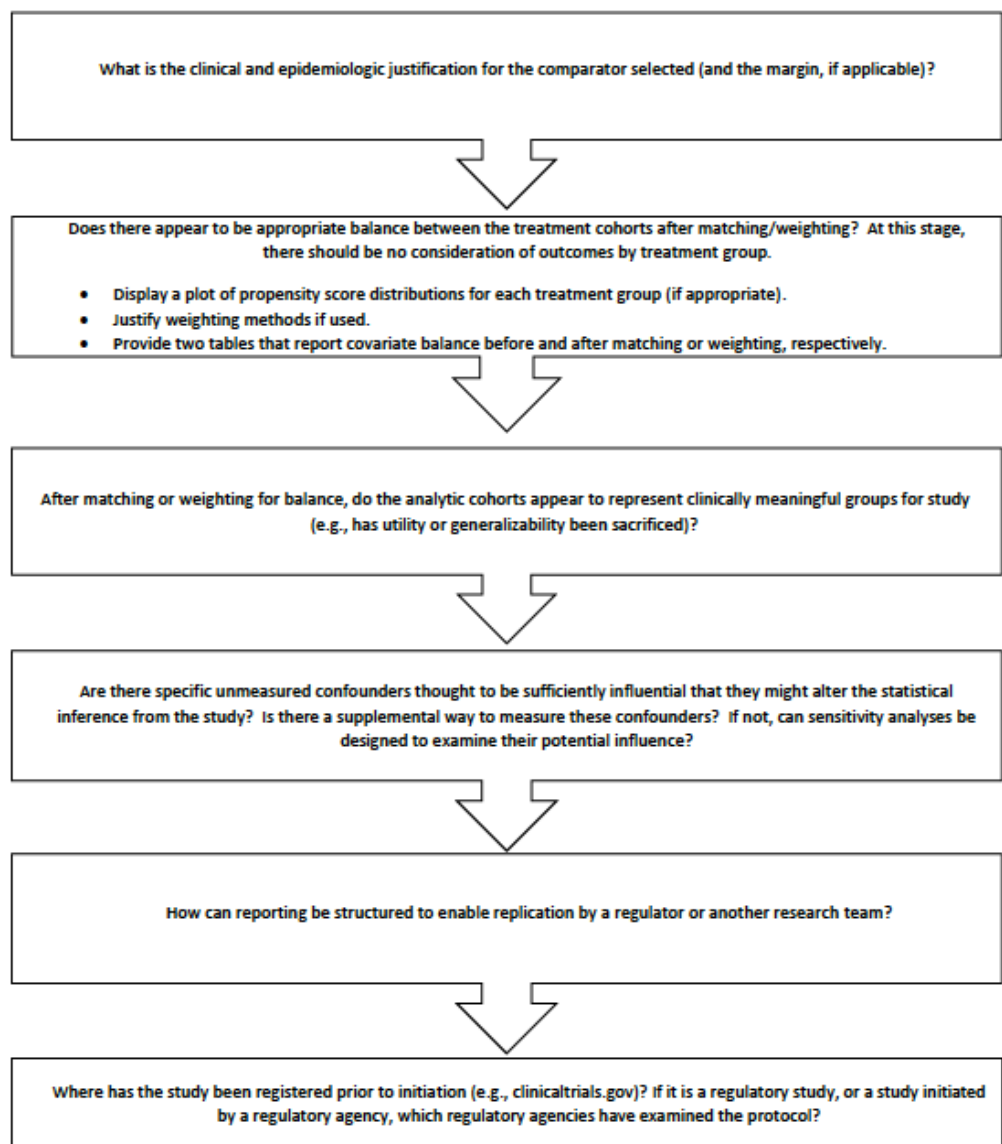 What is the clinical and epidemiologic justification for the comparator selected (and the margin, if applicable)?
Does there appear to be appropriate balance between the treatment cohorts after matching/weighting? At this stage,
there should be no consideration of outcomes by treatment group.
• Display a plot of propensity score distributions for each treatment group (if appropriate).
• Justify weighting methods if used.
• Provide two tables that report covariate balance before and after matching or weighting, respectively.
After matching or weighting for balance, do the analytic cohorts appear to represent clinically meaningful groups for study
(e.g., has utility or generalizability been sacrificed)?
Are there specific unmeasured confounders thought to be sufficiently influential that they might alter the statistical
inference from the study? Is there a supplemental way to measure these confounders? If not, can sensitivity analyses be
designed to examine their potential influence?
How can reporting be structured to enable replication by a regulator or another research team?
Where has the study been registered prior to initiation (e.g., clinicaltrials.gov)? If it is a regulatory study, or a study initiated
by a regulatory agency, which regulatory agencies have examined the protocol?